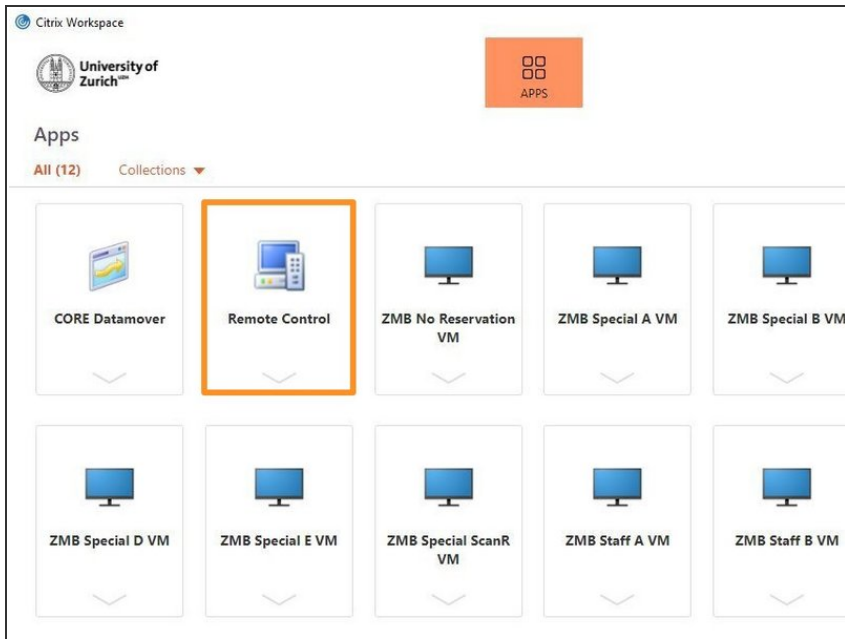 Citrix Workspace
University of
Zurich
APPS
Apps
All (12)
Collections
CORE Datamover
Remote Control
ZMB No Reservation
VM
ZMB Special A VM
ZMB Special B VM
ZMB Special D VM
ZMB Special E VM
ZMB Special ScanR
VM
ZMB Staff A VM
ZMB Staff B VM